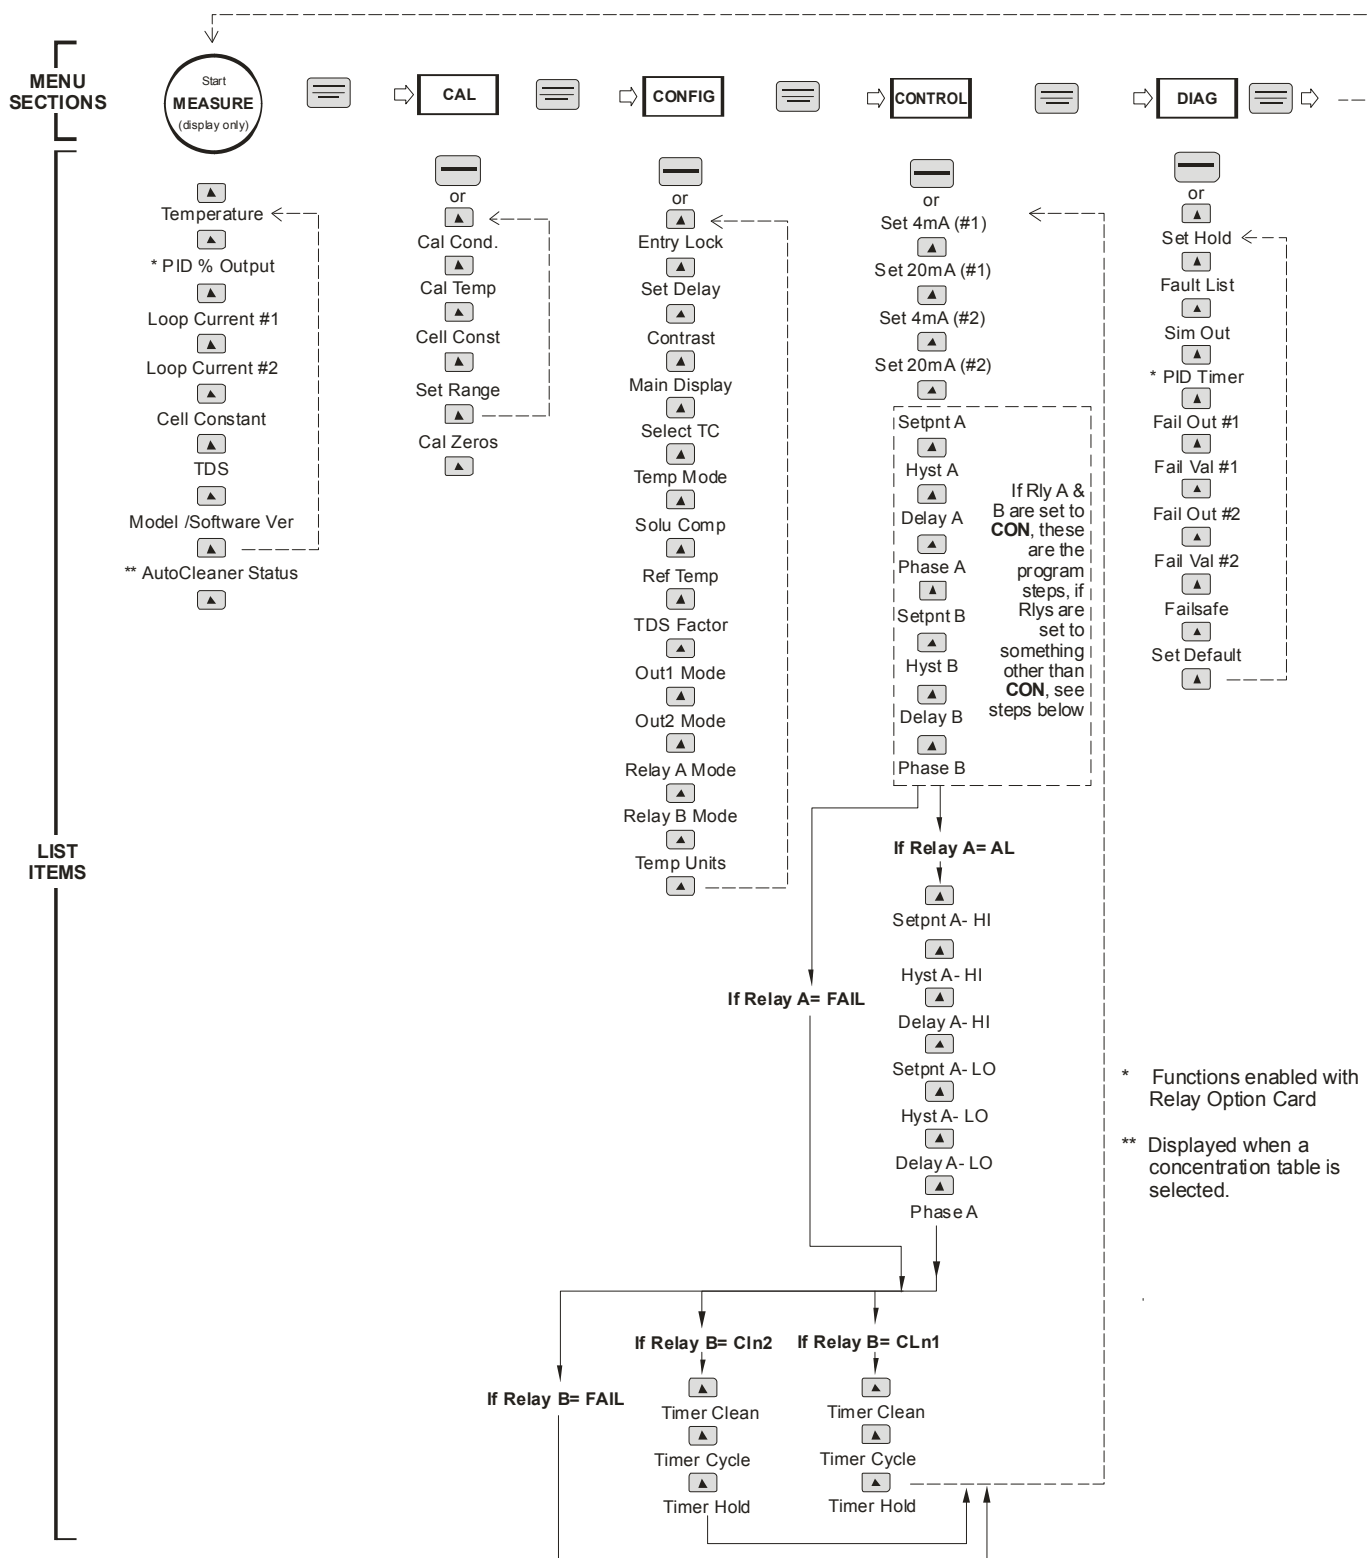 MENU
SECTIONS
Start
MEASURE
(display only)
CAL
CONFIG
CONTROL
DIAG
LIST
ITEMS
Temperature
* PID % Output
Loop Current #1
Loop Current #2
Cell Constant
TDS
Model /Software Ver
** AutoCleaner Status
or
Cal Cond.
Cal Temp
Cell Const
Set Range
Cal Zeros
or
Entry Lock
Set Delay
Contrast
Main Display
Select TC
Temp Mode
Solu Comp
Ref Temp
TDS Factor
Out1 Mode
Out2 Mode
Relay A Mode
Relay B Mode
Temp Units
or
Set 4mA (#1)
Set 20mA (#1)
Set 4mA (#2)
Set 20mA (#2)
Setpnt A
Hyst A
Delay A
Phase A
Setpnt B
Hyst B
Delay B
Phase B
If Rly A &
B are set to
CON, these
are the
program
steps, if
Rlys are
set to
something
other than
CON, see
steps below
or
Set Hold
Fault List
Sim Out
* PID Timer
Fail Out #1
Fail Val #1
Fail Out #2
Fail Val #2
Failsafe
Set Default
If Relay A= AL
Setpnt A- HI
Hyst A- HI
Delay A- HI
Setpnt A- LO
Hyst A- LO
Delay A- LO
Phase A
If Relay A= FAIL
* Functions enabled with
Relay Option Card
** Displayed when a
concentration table is
selected.
If Relay B= FAIL
If Relay B= Cln2
Timer Clean
Timer Cycle
Timer Hold
If Relay B= CLn1
Timer Clean
Timer Cycle
Timer Hold